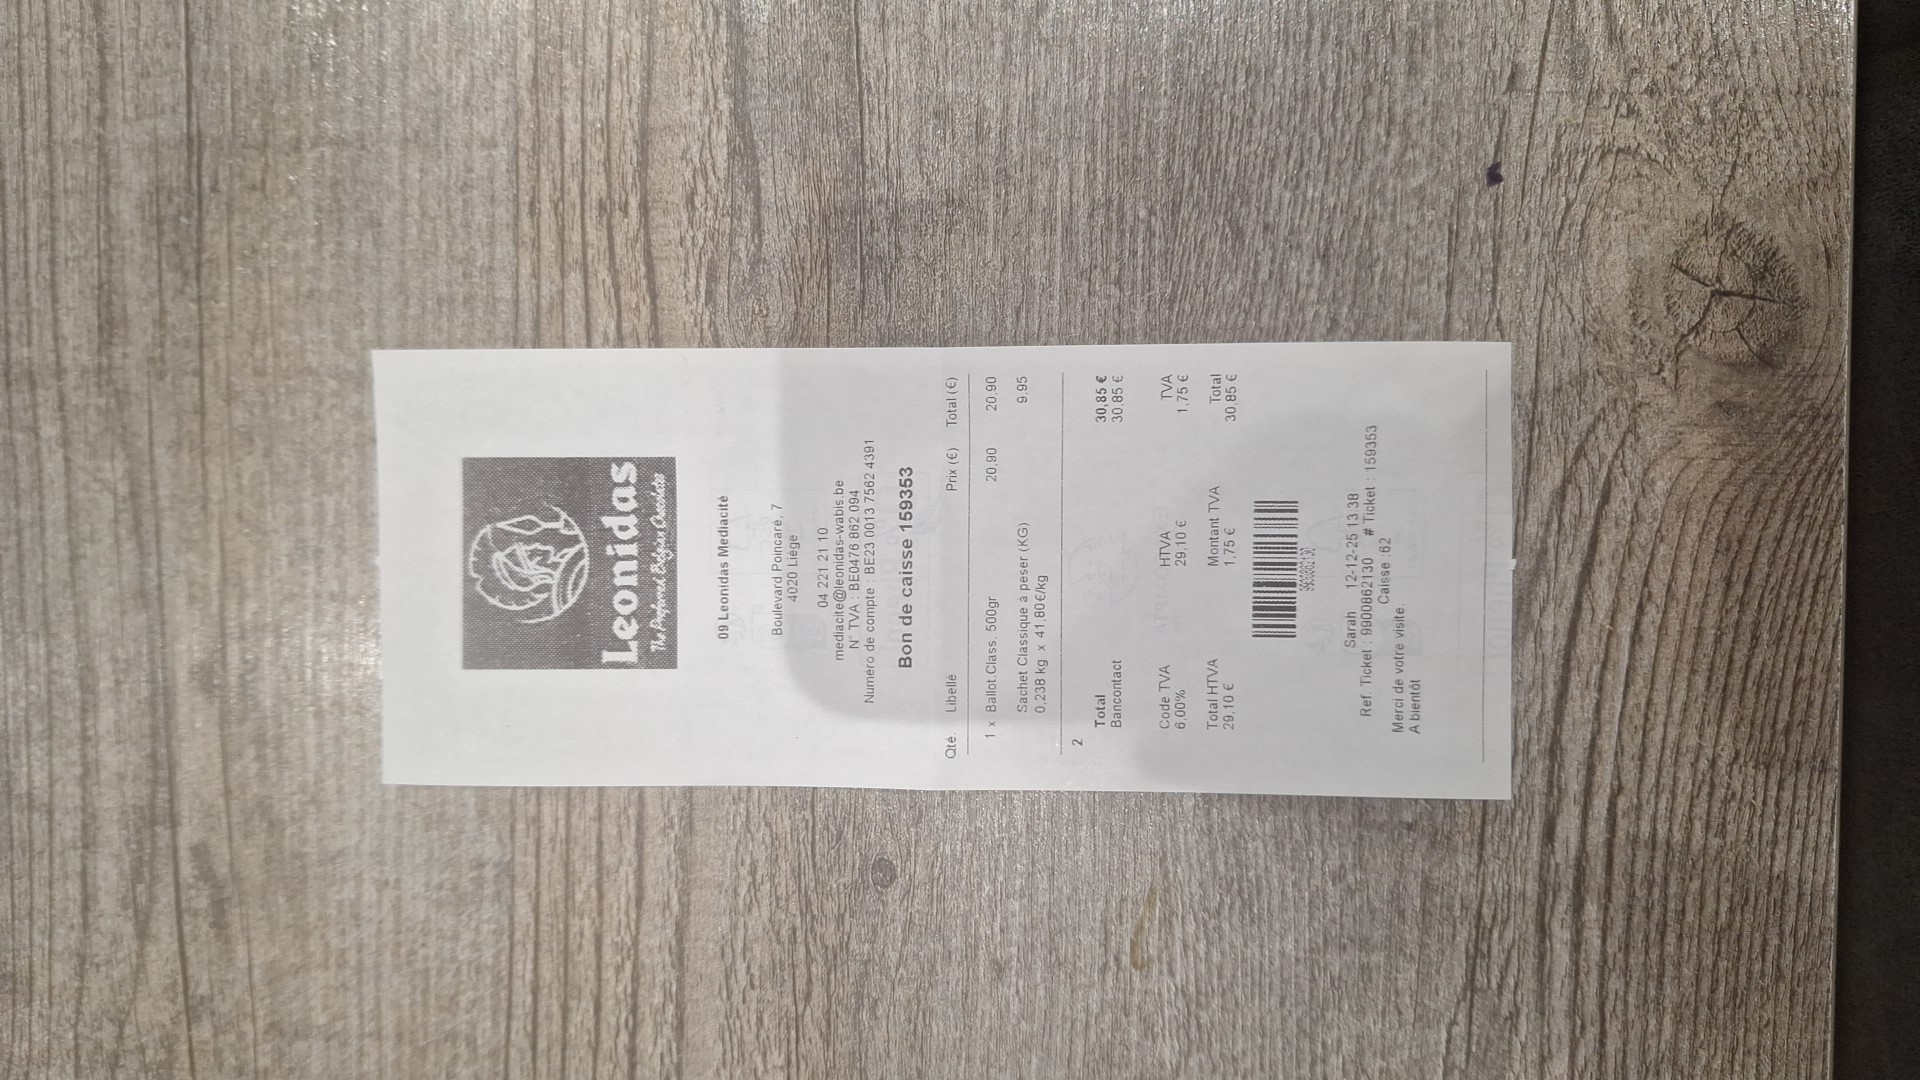 Leonidas
The Preferred Belgian Chocolates
09 Leonidas Mediacité
Boulevard Poincaré, 7
4020 Liège
04 221 21 10
mediacite@leonidas-wabis.be
N° TVA : BE0476 862 094
Numéro de compte : BE23 0013 7562 4391
Bon de caisse 159353
Qté Libellé Prix (€) Total (€)
1 x Ballot.Class. 500gr 20,90 20,90
Sachet Classique à peser (KG) 9,95
0,238 kg x 41,80€/kg
2
Total 30,85 €
Bancontact 30,85 €
Code TVA HTVA TVA
6,00% 29,10 € 1,75 €
Total HTVA Montant TVA Total
29,10 € 1,75 € 30,85 €
9900862130
Sarah 12-12-25 13:38
Ref. Ticket : 9900862130 # Ticket : 159353
Caisse :62
Merci de votre visite.
A bientôt